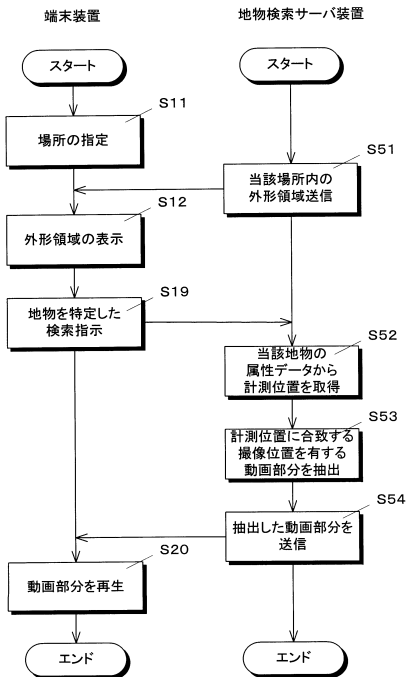 端末装置
地物検索サーバ装置
スタート
スタート
S11
場所の指定
S51
当該場所内の
外形領域送信
S12
外形領域の表示
S19
地物を特定した
検索指示
S52
当該地物の
属性データから
計測位置を取得
S53
計測位置に合致する
撮像位置を有する
動画部分を抽出
S54
抽出した動画部分を
送信
S20
動画部分を再生
エンド
エンド